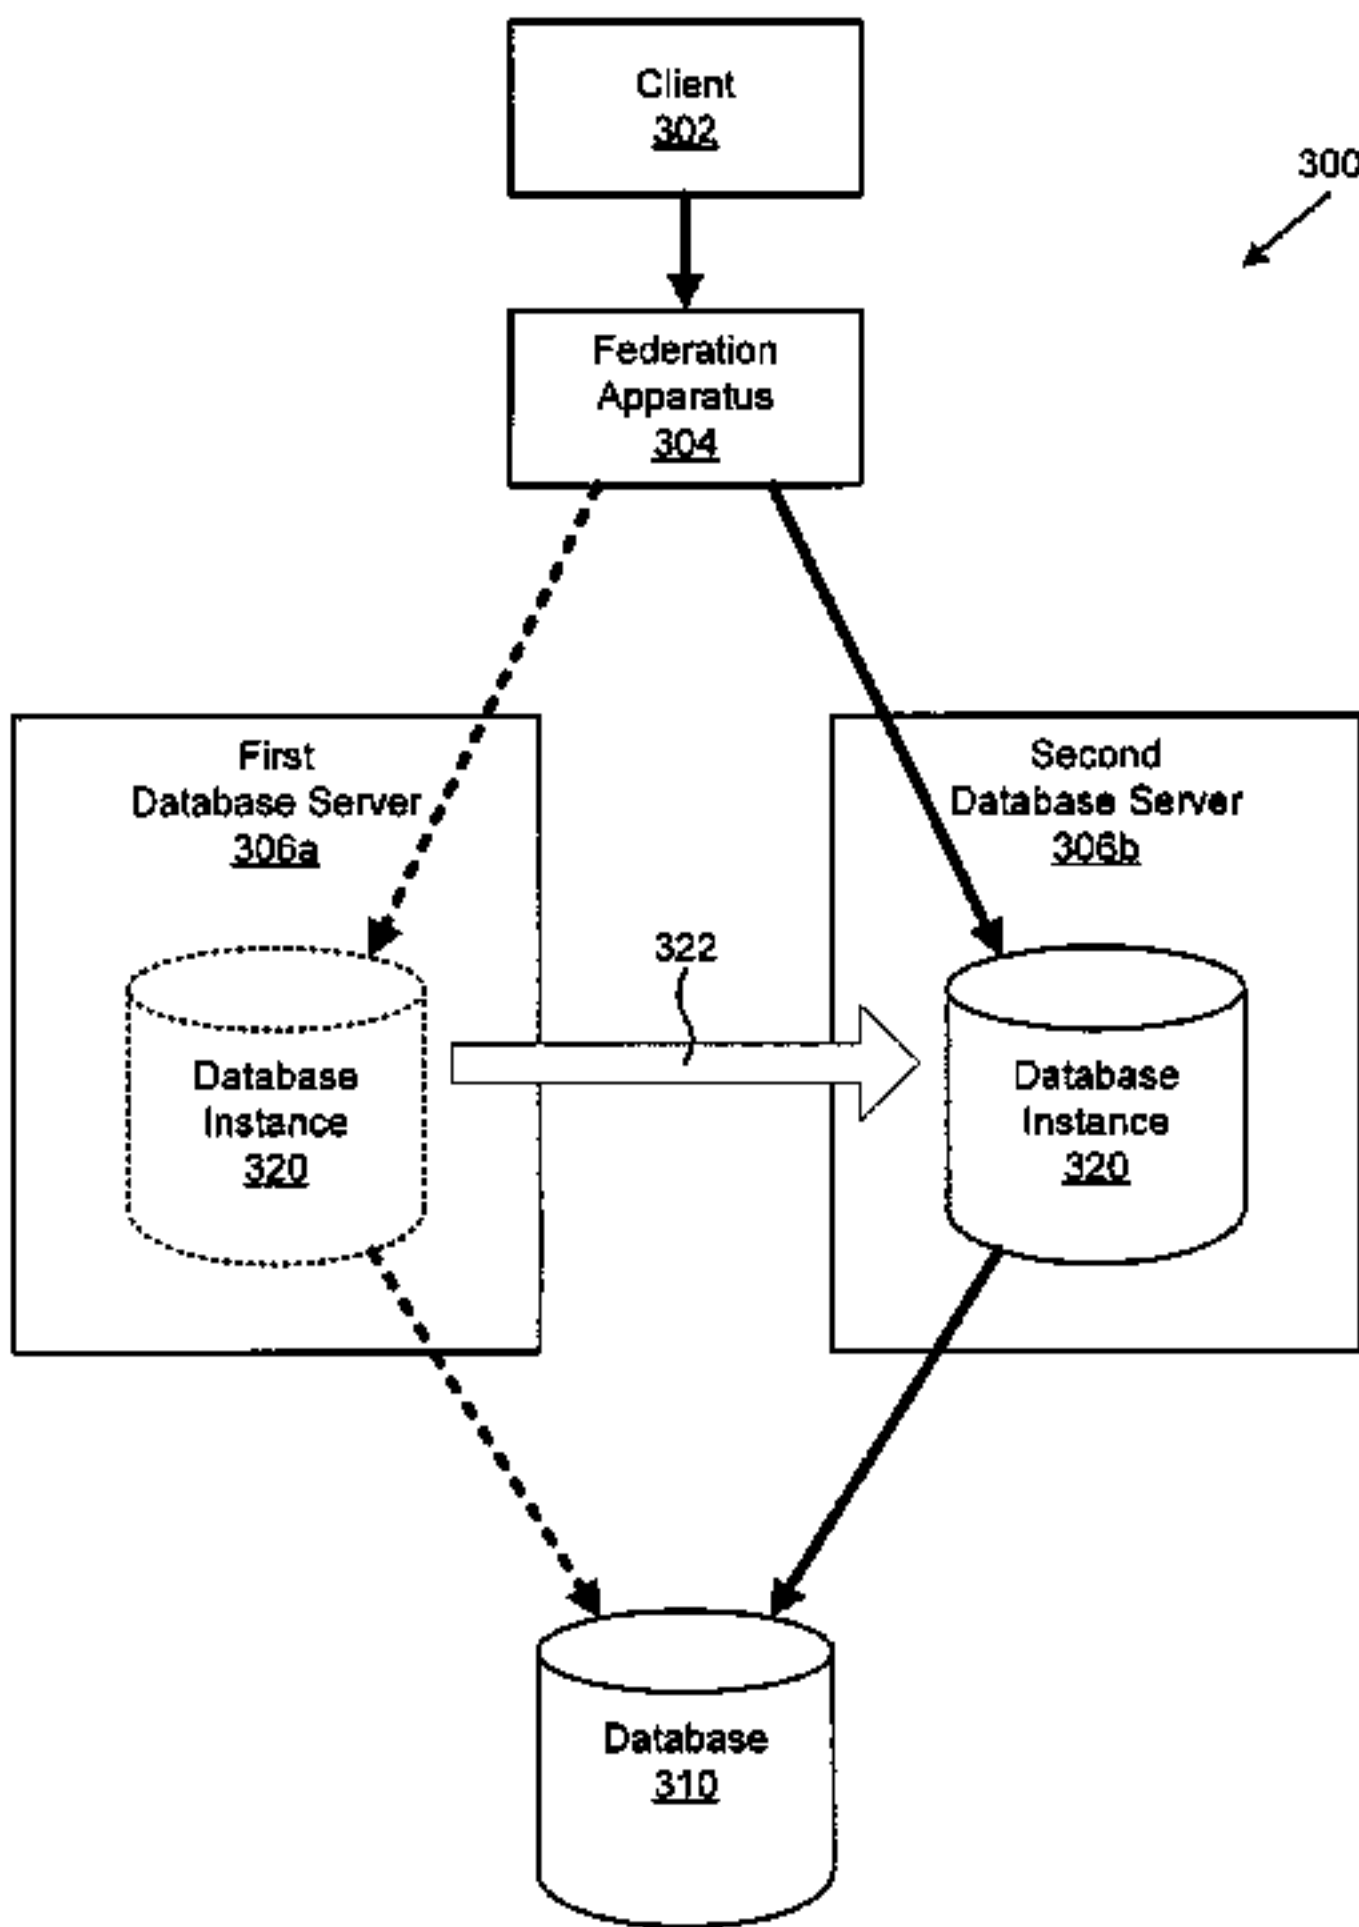 Client
302
300
Federation
Apparatus
304
First
Database Server
306a
Second
Database Server
306b
322
Database
Instance
320
Database
Instance
320
Database
310